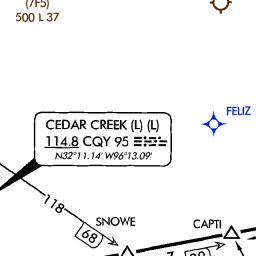 (7F5)
500 L 37
FELIZ
CEDAR CREEK (L) (L)
114.8 CQY 95
N32°11.14' W96°13.09'
118
68
SNOWE
CAPTI